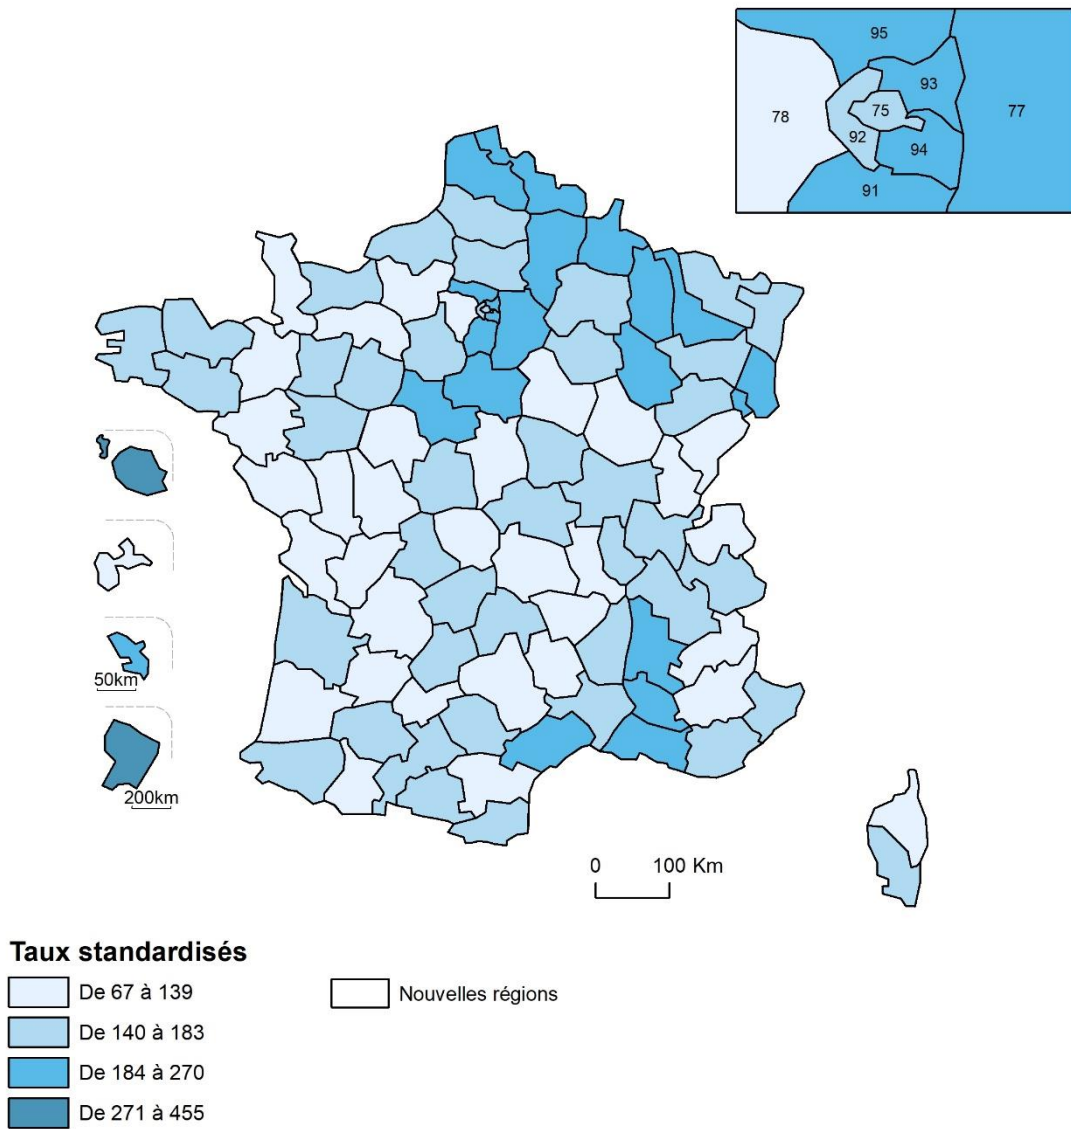 95
93
78
75
77
92
94
91
50km
200km
0 100 Km
Taux standardisés
De 67 à 139
Nouvelles régions
De 140 à 183
De 184 à 270
De 271 à 455